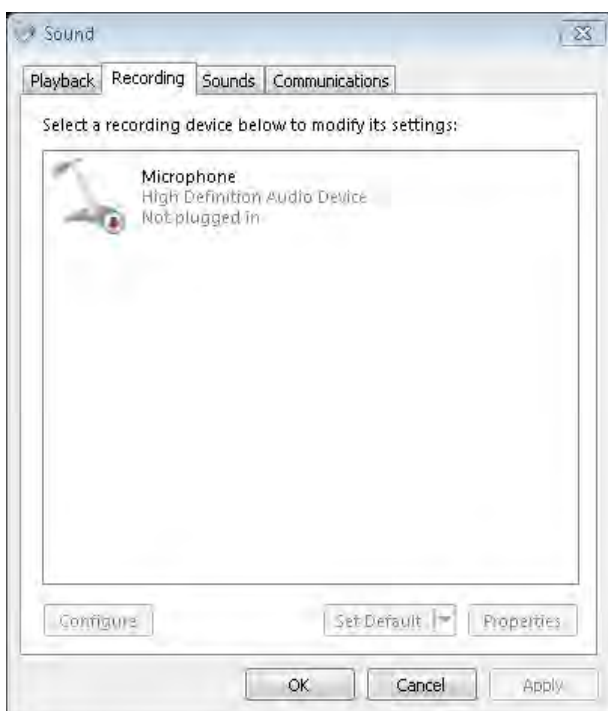 Sound
Playback Recording Sounds Communications
Select a recording device below to modify its settings:
Microphone
High Definition Audio Device
Not plugged in
Configure Set Default Properties
OK Cancel Apply